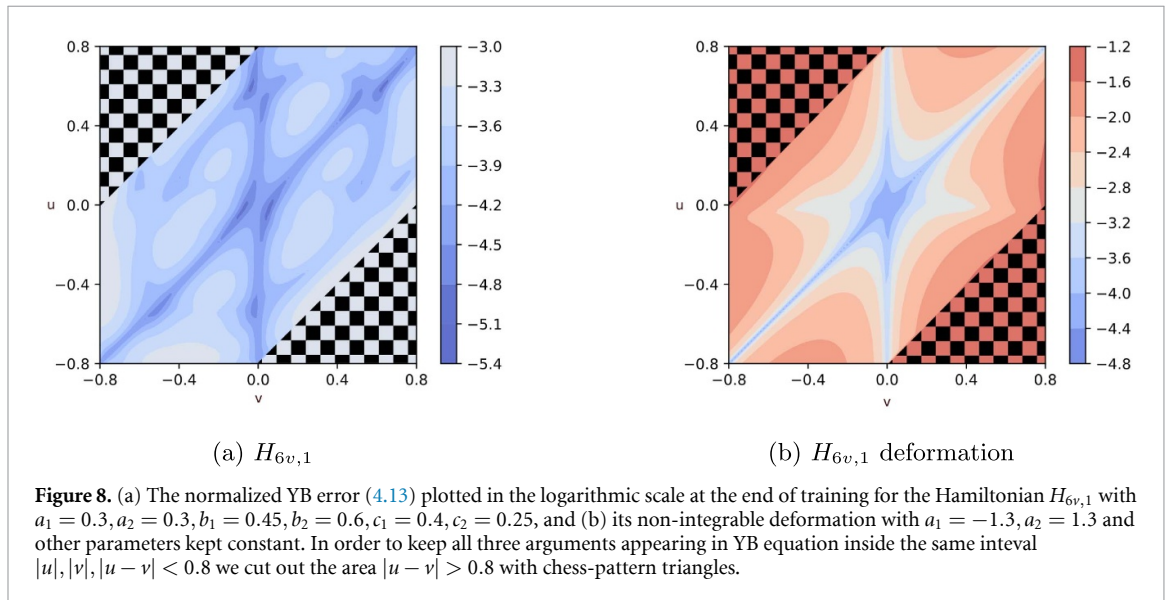 0.8
0.4
0.0
−0.4
−0.8
u
−0.8 −0.4 0.0 0.4 0.8
v
−3.0
−3.3
−3.6
−3.9
−4.2
−4.5
−4.8
−5.1
−5.4
(a) H6v,1
0.8
0.4
0.0
−0.4
−0.8
u
−0.8 −0.4 0.0 0.4 0.8
v
−1.2
−1.6
−2.0
−2.4
−2.8
−3.2
−3.6
−4.0
−4.4
−4.8
(b) H6v,1 deformation
Figure 8. (a) The normalized YB error (4.13) plotted in the logarithmic scale at the end of training for the Hamiltonian H6v,1 with
a1 = 0.3, a2 = 0.3, b1 = 0.45, b2 = 0.6, c1 = 0.4, c2 = 0.25, and (b) its non-integrable deformation with a1 = −1.3, a2 = 1.3 and
other parameters kept constant. In order to keep all three arguments appearing in YB equation inside the same inteval
|u|, |v|, |u − v| < 0.8 we cut out the area |u − v| > 0.8 with chess-pattern triangles.